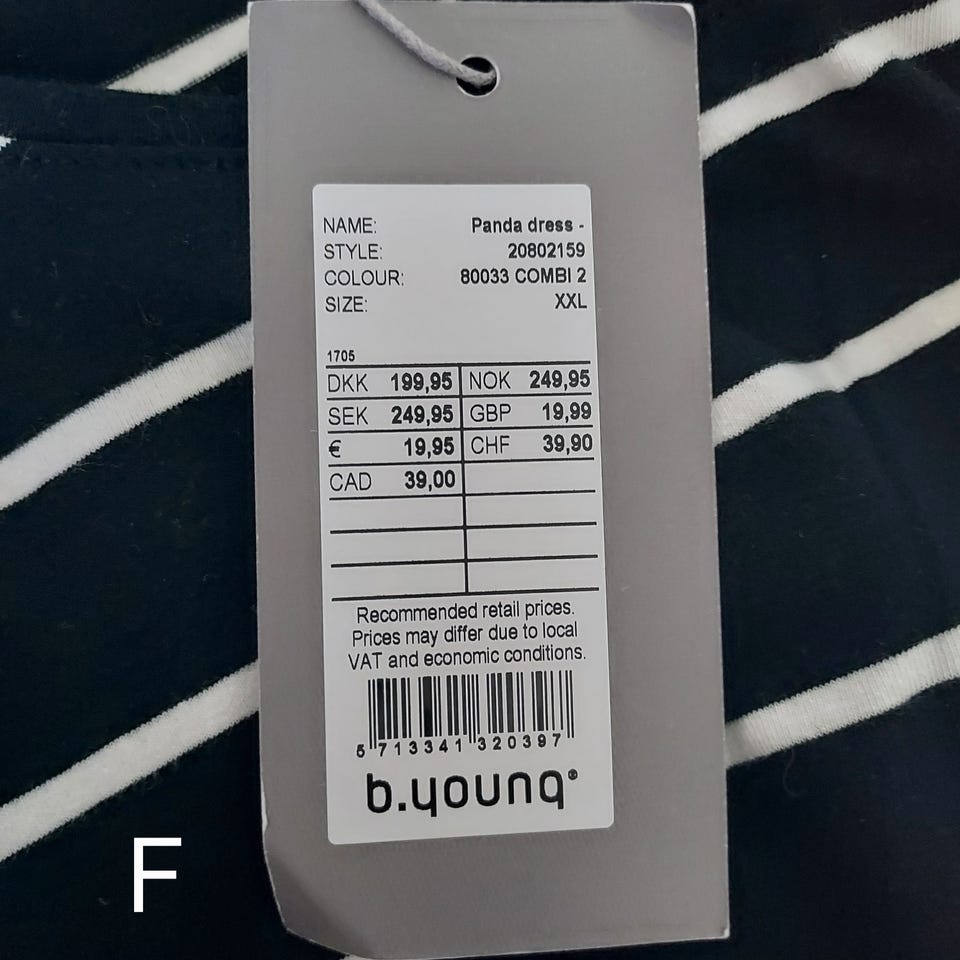 NAME: Panda dress -
STYLE: 20802159
COLOUR: 80033 COMBI 2
SIZE: XXL
1705
DKK 199,95 NOK 249,95
SEK 249,95 GBP 19,99
€ 19,95 CHF 39,90
CAD 39,00
Recommended retail prices.
Prices may differ due to local
VAT and economic conditions.
5 713341 320397
b.young®
F